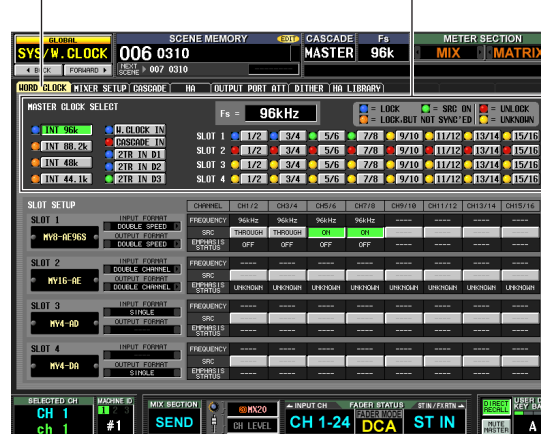 GLOBAL SCENE MEMORY EDIT CASCADE Fs METER SECTION
SYS/W.CLOCK 006 0310 MASTER 96k MIX MATRIX
BACK FORWARD NEXT SCENE 007 0310
WORD CLOCK MIXER SETUP CASCADE HA OUTPUT PORT ATT DITHER HA LIBRARY
MASTER CLOCK SELECT Fs = 96kHz = LOCK = SRC ON = UNLOCK
= LOCK,BUT NOT SYNC'ED = UNKNOWN
INT 96k W.CLOCK IN
INT 88.2k CASCADE IN
INT 48k 2TR IN D1
2TR IN D2
INT 44.1k 2TR IN D3
SLOT 1 1/2 3/4 5/6 7/8 9/10 11/12 13/14 15/16
SLOT 2 1/2 3/4 5/6 7/8 9/10 11/12 13/14 15/16
SLOT 3 1/2 3/4 5/6 7/8 9/10 11/12 13/14 15/16
SLOT 4 1/2 3/4 5/6 7/8 9/10 11/12 13/14 15/16
SLOT SETUP CHANNEL CH1/2 CH3/4 CH5/6 CH7/8 CH9/10 CH11/12 CH13/14 CH15/16
SLOT 1 INPUT FORMAT DOUBLE SPEED
MY8-AE96S OUTPUT FORMAT DOUBLE SPEED
FREQUENCY 96kHz 96kHz 96kHz 96kHz ---- ---- ---- ----
SRC THROUGH THROUGH ON ON ---- ---- ---- ----
EMPHASIS STATUS OFF OFF OFF OFF ---- ---- ---- ----
SLOT 2 INPUT FORMAT DOUBLE CHANNEL
MY16-AE OUTPUT FORMAT DOUBLE CHANNEL
FREQUENCY ---- ---- ---- ---- ---- ---- ---- ----
SRC ---- ---- ---- ---- ---- ---- ---- ----
EMPHASIS STATUS UNKNOWN UNKNOWN UNKNOWN UNKNOWN UNKNOWN UNKNOWN UNKNOWN UNKNOWN
SLOT 3 INPUT FORMAT SINGLE
MY4-AD OUTPUT FORMAT
FREQUENCY ---- ---- ---- ---- ---- ---- ---- ----
SRC ---- ---- ---- ---- ---- ---- ---- ----
EMPHASIS STATUS ---- ---- ---- ---- ---- ---- ---- ----
SLOT 4 INPUT FORMAT
MY4-DA OUTPUT FORMAT SINGLE
FREQUENCY ---- ---- ---- ---- ---- ---- ---- ----
SRC ---- ---- ---- ---- ---- ---- ---- ----
EMPHASIS STATUS ---- ---- ---- ---- ---- ---- ---- ----
SELECTED CH MACHINE ID MIX SECTION MX20 INPUT CH FADER STATUS ST IN/FXRTN DIRECT RECALL
CH 1 1 2 3 SEND CH 1-24 FADER MODE DCA ST IN
ch 1 #1 CH LEVEL MUTE MASTER A